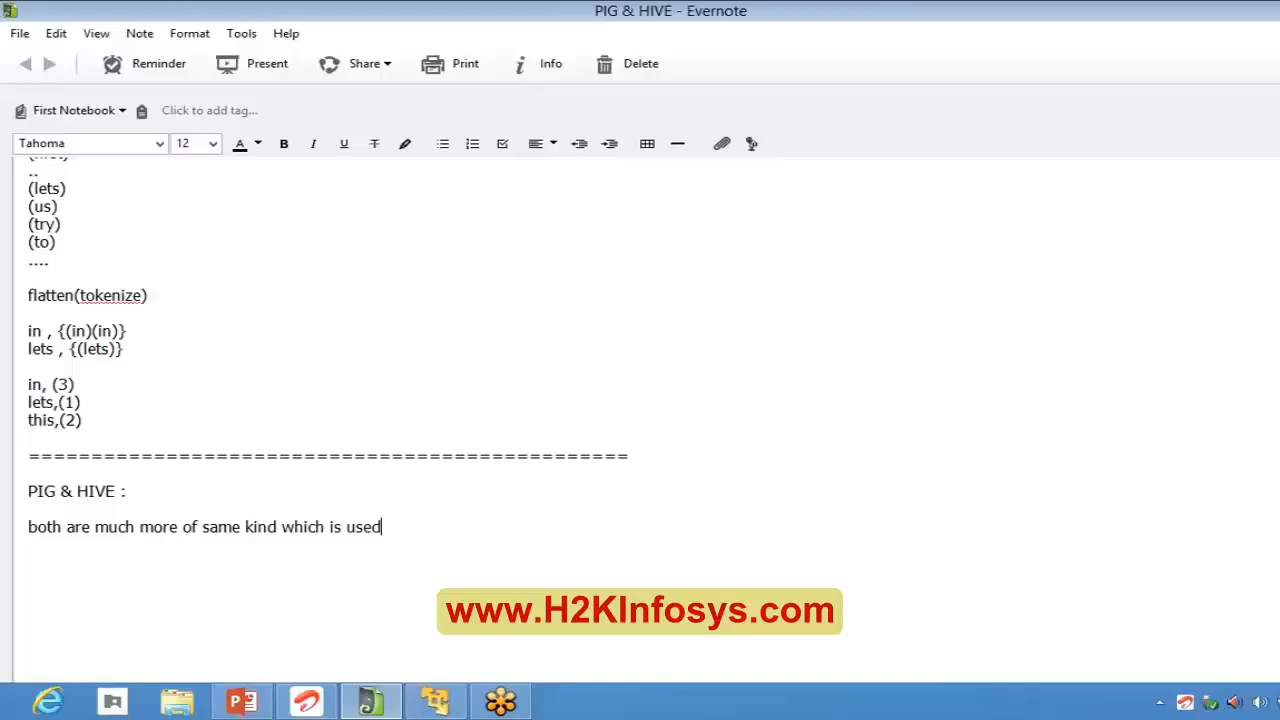 PIG & HIVE - Evernote
File Edit View Note Format Tools Help
Reminder Present Share Print Info Delete
First Notebook Click to add tag...
Tahoma 12 A B I U T
..
(lets)
(us)
(try)
(to)
....
flatten(tokenize)
in , {(in)(in)}
lets , {(lets)}
in, (3)
lets,(1)
this,(2)
================================================
PIG & HIVE :
both are much more of same kind which is used
www.H2KInfosys.com